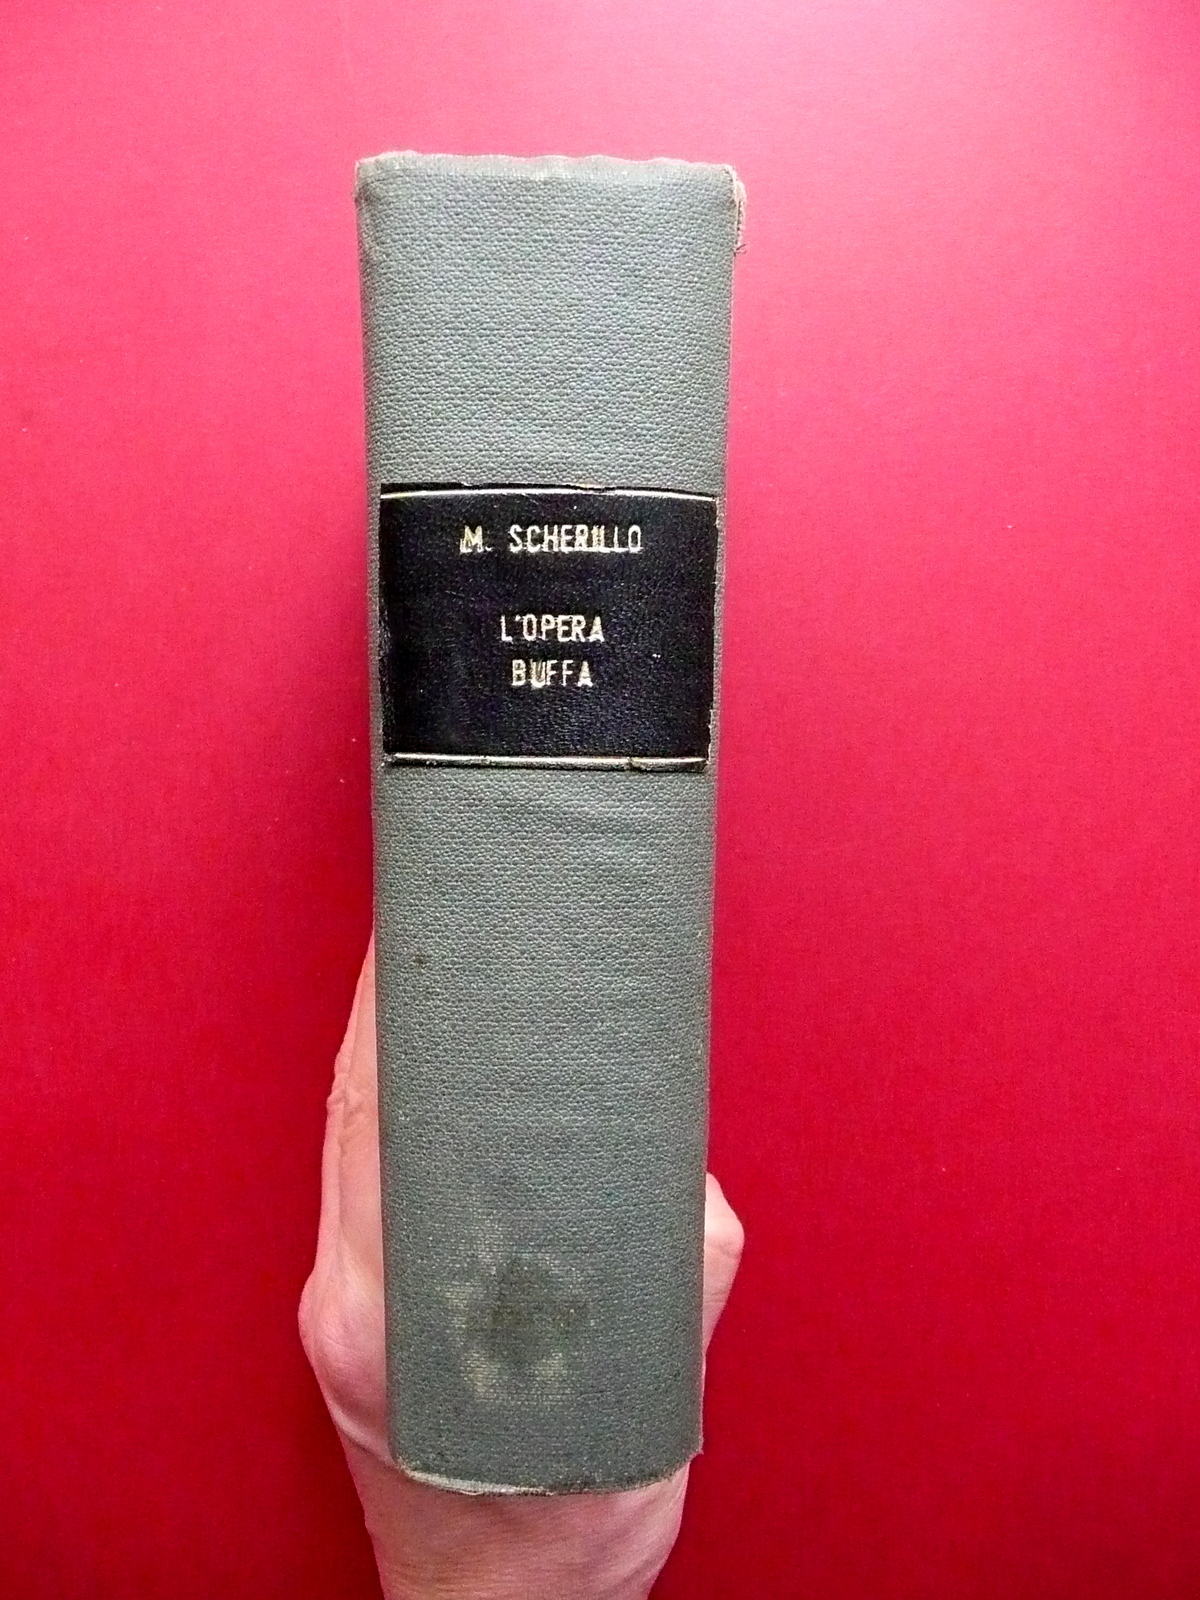 M. SCHERILLO
L'OPERA
BUFFA